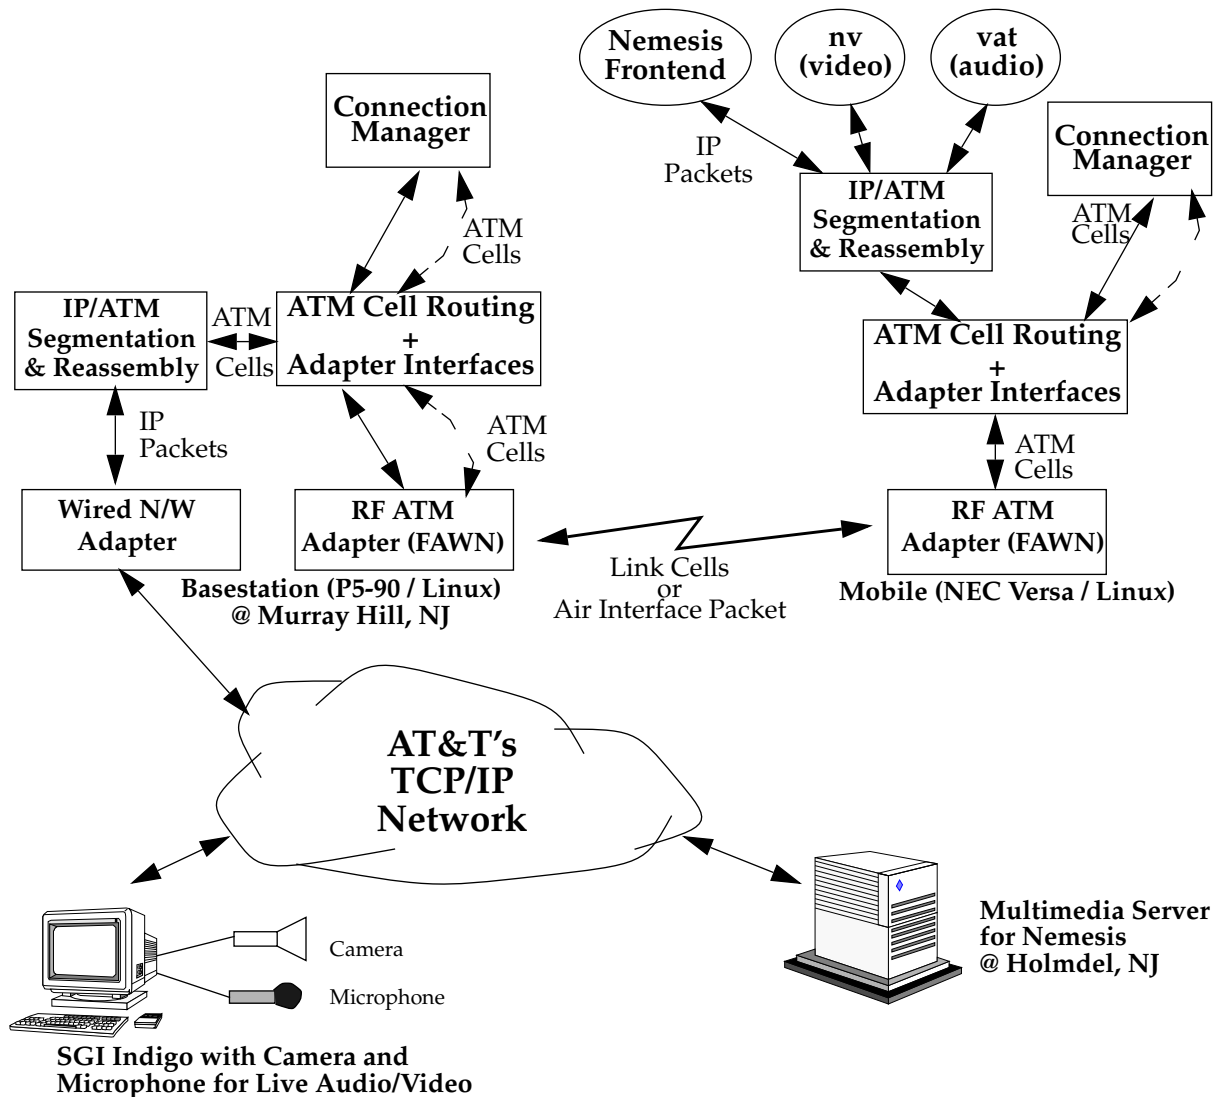 Nemesis
Frontend
nv
(video)
vat
(audio)
Connection
Manager
Connection
Manager
IP
Packets
IP/ATM
Segmentation
& Reassembly
ATM
Cells
ATM
Cells
IP/ATM
Segmentation
& Reassembly
ATM
Cells
ATM Cell Routing
+
Adapter Interfaces
ATM Cell Routing
+
Adapter Interfaces
IP
Packets
ATM
Cells
ATM
Cells
Wired N/W
Adapter
RF ATM
Adapter (FAWN)
RF ATM
Adapter (FAWN)
Link Cells
or
Air Interface Packet
Basestation (P5-90 / Linux)
@ Murray Hill, NJ
Mobile (NEC Versa / Linux)
AT&T's
TCP/IP
Network
Camera
Microphone
Multimedia Server
for Nemesis
@ Holmdel, NJ
SGI Indigo with Camera and
Microphone for Live Audio/Video